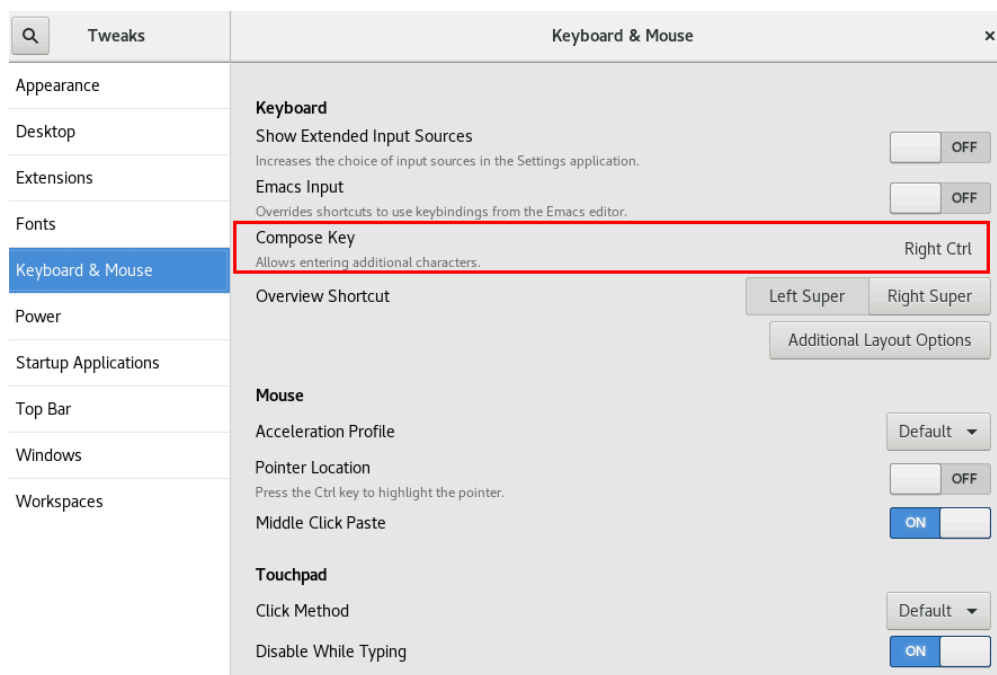 Tweaks
Keyboard & Mouse
Appearance
Desktop
Extensions
Fonts
Keyboard & Mouse
Power
Startup Applications
Top Bar
Windows
Workspaces
Keyboard
Show Extended Input Sources
Increases the choice of input sources in the Settings application.
OFF
Emacs Input
Overrides shortcuts to use keybindings from the Emacs editor.
OFF
Compose Key
Allows entering additional characters.
Right Ctrl
Overview Shortcut
Left Super
Right Super
Additional Layout Options
Mouse
Acceleration Profile
Default
Pointer Location
Press the Ctrl key to highlight the pointer.
OFF
Middle Click Paste
ON
Touchpad
Click Method
Default
Disable While Typing
ON